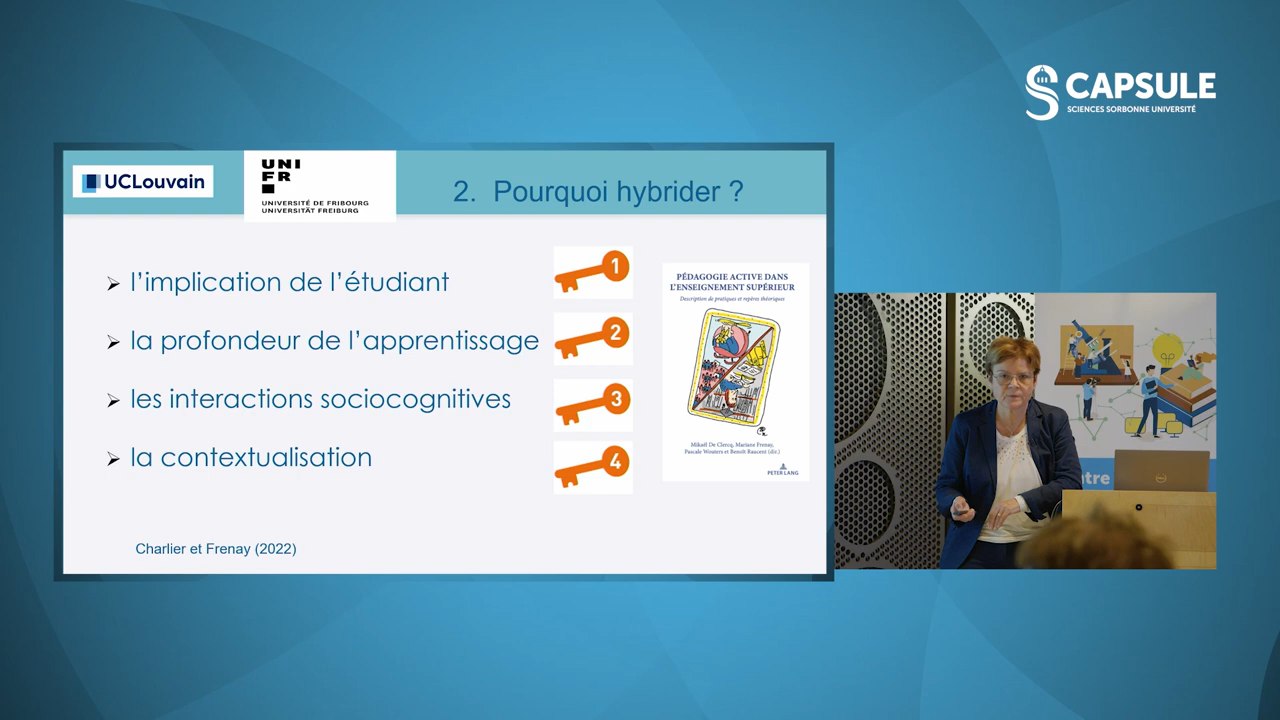 CAPSULE
SCIENCES SORBONNE UNIVERSITÉ
UCLouvain
UNI
FR
UNIVERSITÉ DE FRIBOURG
UNIVERSITÄT FREIBURG
2. Pourquoi hybrider ?
➢ l’implication de l’étudiant
1
➢ la profondeur de l’apprentissage
2
➢ les interactions sociocognitives
3
➢ la contextualisation
4
Charlier et Frenay (2022)
PÉDAGOGIE ACTIVE DANS
L’ENSEIGNEMENT SUPÉRIEUR
Description de pratiques et repères théoriques
Mikaël De Clercq, Mariane Frenay,
Pascale Wouters et Benoît Raucent (dir.)
PETER LANG
ntre
DELL